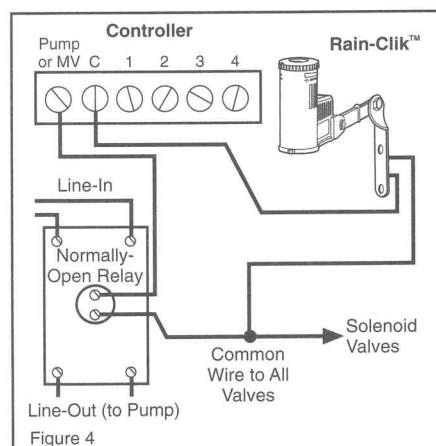 Controller
Rain-Clik™
Pump
or MV C 1 2 3 4
Line-In
Normally-
Open Relay
Solenoid
Valves
Common
Wire to All
Valves
Line-Out (to Pump)
Figure 4